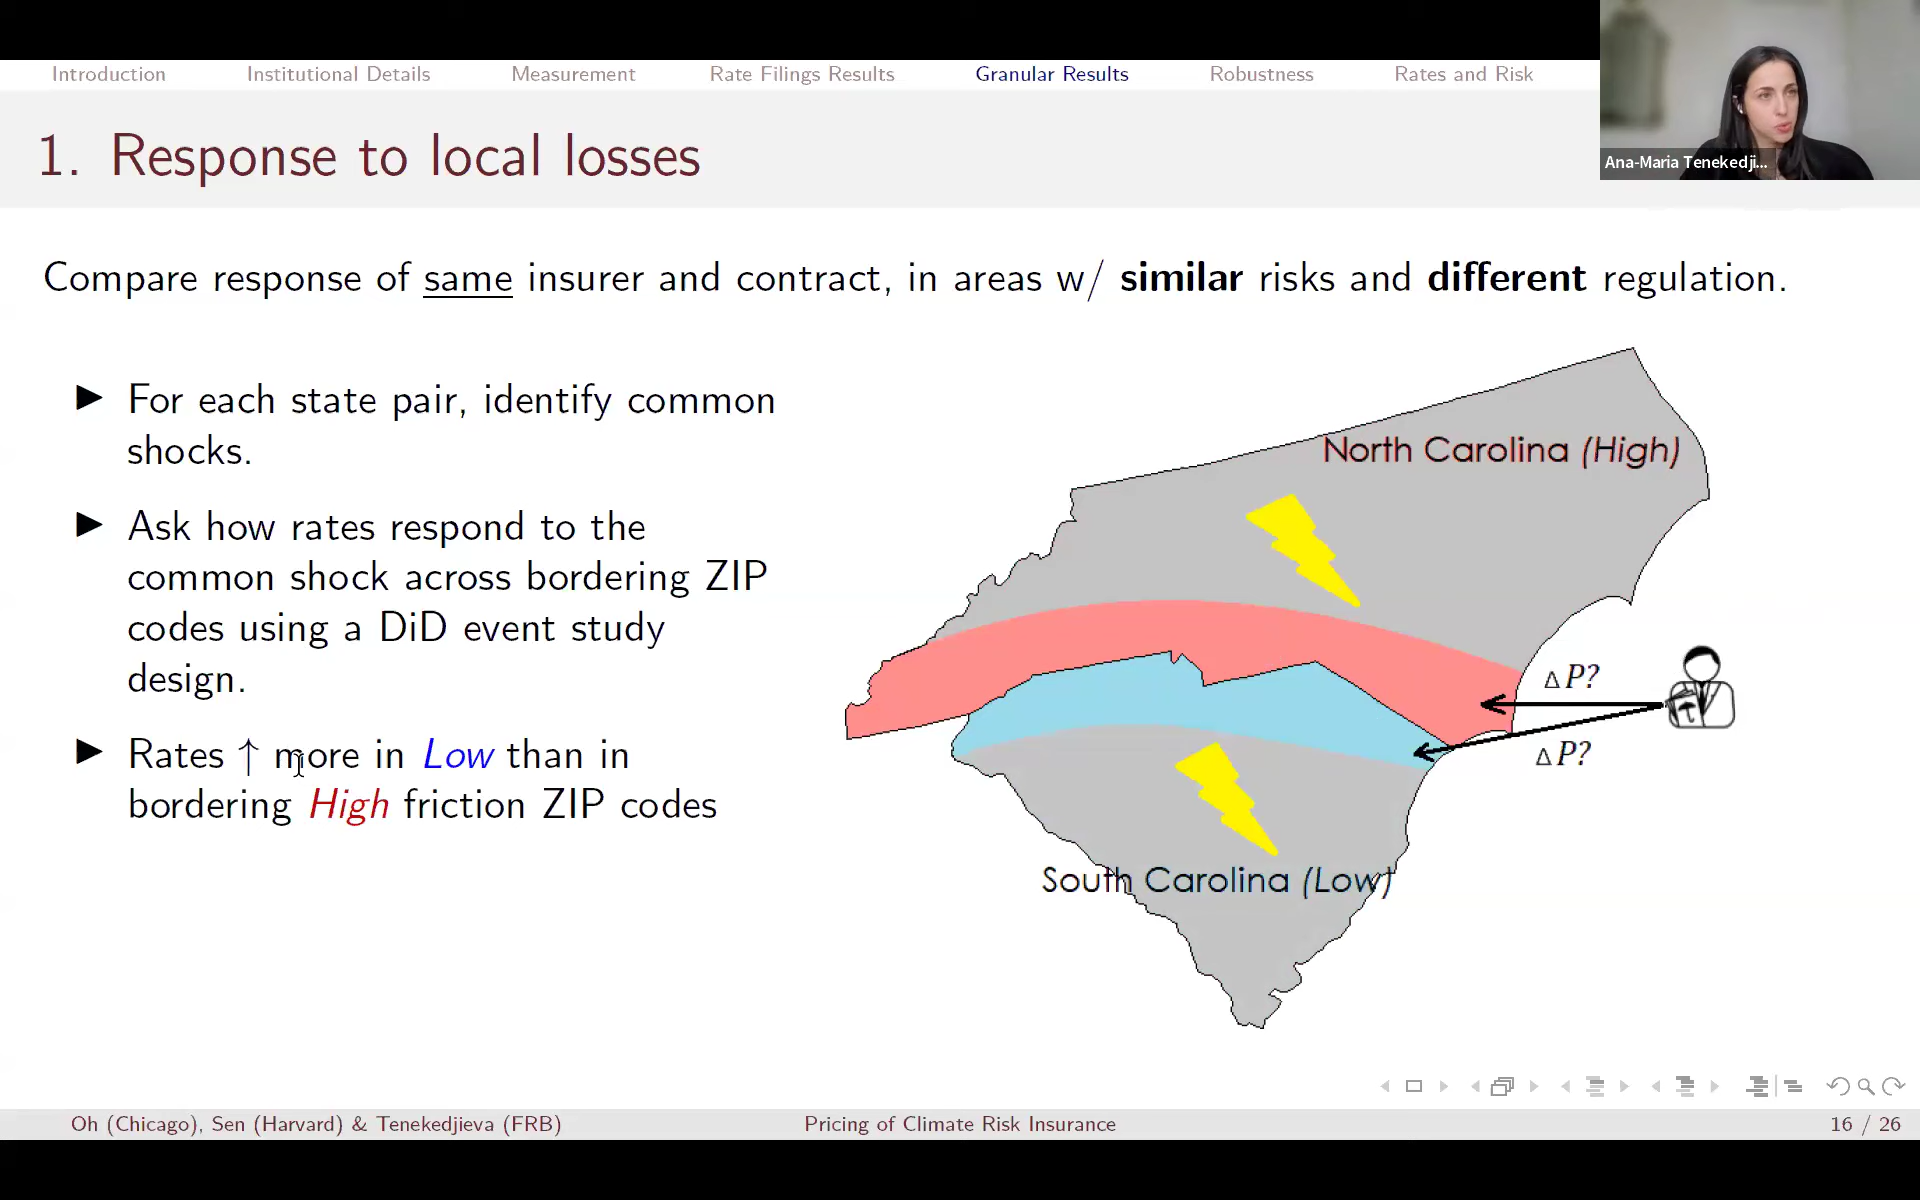 Introduction Institutional Details Measurement Rate Filings Results Granular Results Robustness Rates and Risk
Ana-Maria Tenekedji...
1. Response to local losses
Compare response of same insurer and contract, in areas w/ similar risks and different regulation.
▶ For each state pair, identify common
shocks.
▶ Ask how rates respond to the
common shock across bordering ZIP
codes using a DiD event study
design.
▶ Rates ↑ more in Low than in
bordering High friction ZIP codes
North Carolina (High)
Δ P?
Δ P?
South Carolina (Low)
Oh (Chicago), Sen (Harvard) & Tenekedjieva (FRB) Pricing of Climate Risk Insurance 16 / 26